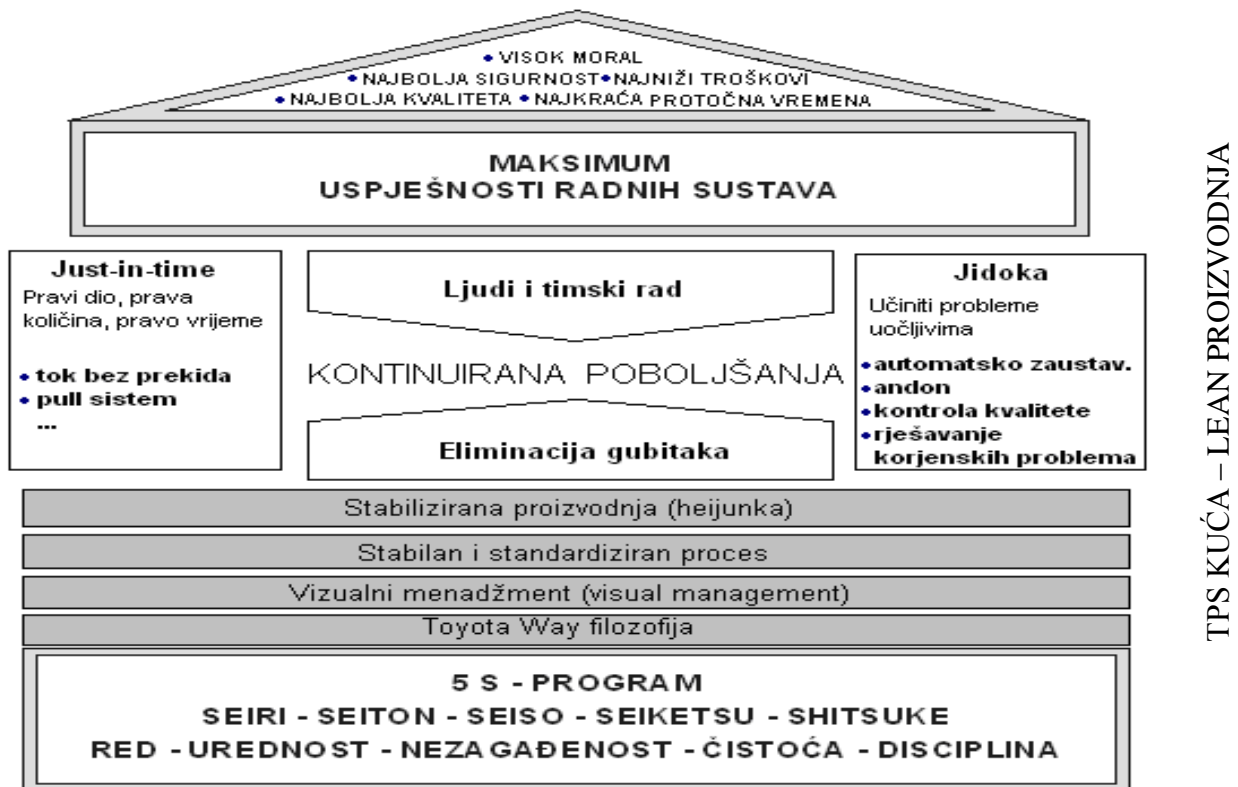 • VISOK MORAL
• NAJBOLJA SIGURNOST • NAJNIŽI TROŠKOVI
• NAJBOLJA KVALITETA • NAJKRAĆA PROTOČNA VREMENA
MAKSIMUM
USPJEŠNOSTI RADNIH SUSTAVA
Just-in-time
Pravi dio, prava
količina, pravo vrijeme
• tok bez prekida
• pull sistem
...
Ljudi i timski rad
KONTINUIRANA POBOLJŠANJA
Eliminacija gubitaka
Jidoka
Učiniti probleme
uočljivima
• automatsko zaustav.
• andon
• kontrola kvalitete
• rješavanje
korjenskih problema
Stabilizirana proizvodnja (heijunka)
Stabilan i standardiziran proces
Vizualni menadžment (visual management)
Toyota Way filozofija
5 S - PROGRAM
SEIRI - SEITON - SEISO - SEIKETSU - SHITSUKE
RED - UREDNOST - NEZAGAĐENOST - ČISTOĆA - DISCIPLINA
TPS KUĆA – LEAN PROIZVODNJA